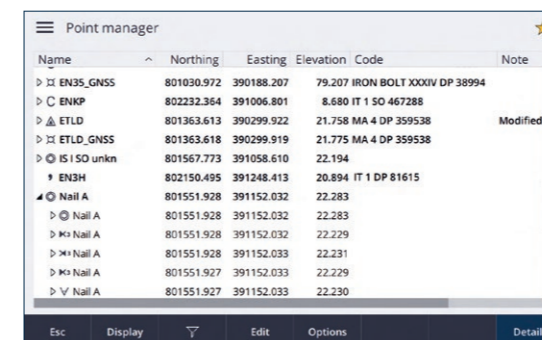 Point manager
Name Northing Easting Elevation Code Note
EN35_GNSS 801030.972 390188.207 79.207 IRON BOLT XXXIV DP 38994
ENKP 802232.364 391006.801 8.680 IT 1 SO 467288
ETLD 801363.613 390299.922 21.758 MA 4 DP 359538 Modified
ETLD_GNSS 801363.618 390299.919 21.775 MA 4 DP 359538
IS I SO unkn 801567.773 391058.610 22.194
EN3H 802150.495 391248.413 20.894 IT 1 DP 81615
Nail A 801551.928 391152.032 22.283
Nail A 801551.928 391152.032 22.283
Nail A 801551.928 391152.032 22.229
Nail A 801551.928 391152.033 22.231
Nail A 801551.927 391152.033 22.229
Nail A 801551.927 391152.033 22.230
Esc Display Edit Options Detail